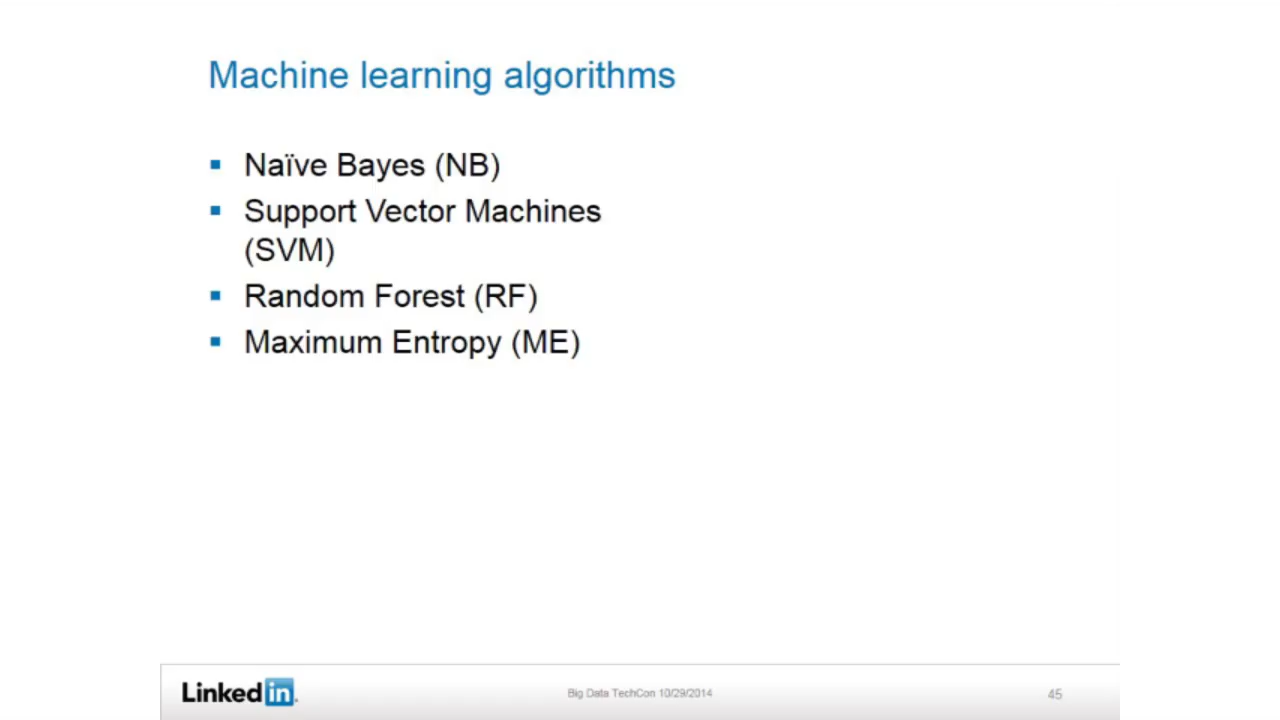 Machine learning algorithms
▪ Naïve Bayes (NB)
▪ Support Vector Machines
(SVM)
▪ Random Forest (RF)
▪ Maximum Entropy (ME)
Linked in
Big Data TechCon 10/29/2014
45